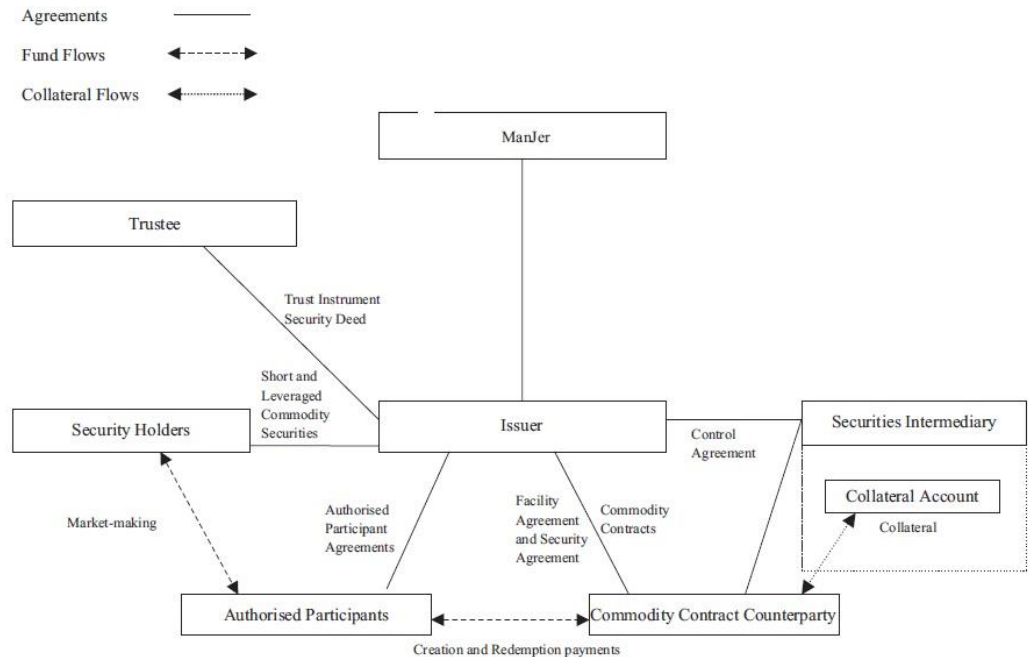 Agreements
Fund Flows
Collateral Flows
ManJer
Trustee
Trust Instrument
Security Deed
Short and
Leveraged
Commodity
Securities
Security Holders
Issuer
Securities Intermediary
Control
Agreement
Collateral Account
Collateral
Market-making
Authorised
Participant
Agreements
Facility
Agreement
and Security
Agreement
Commodity
Contracts
Authorised Participants
Commodity Contract Counterparty
Creation and Redemption payments